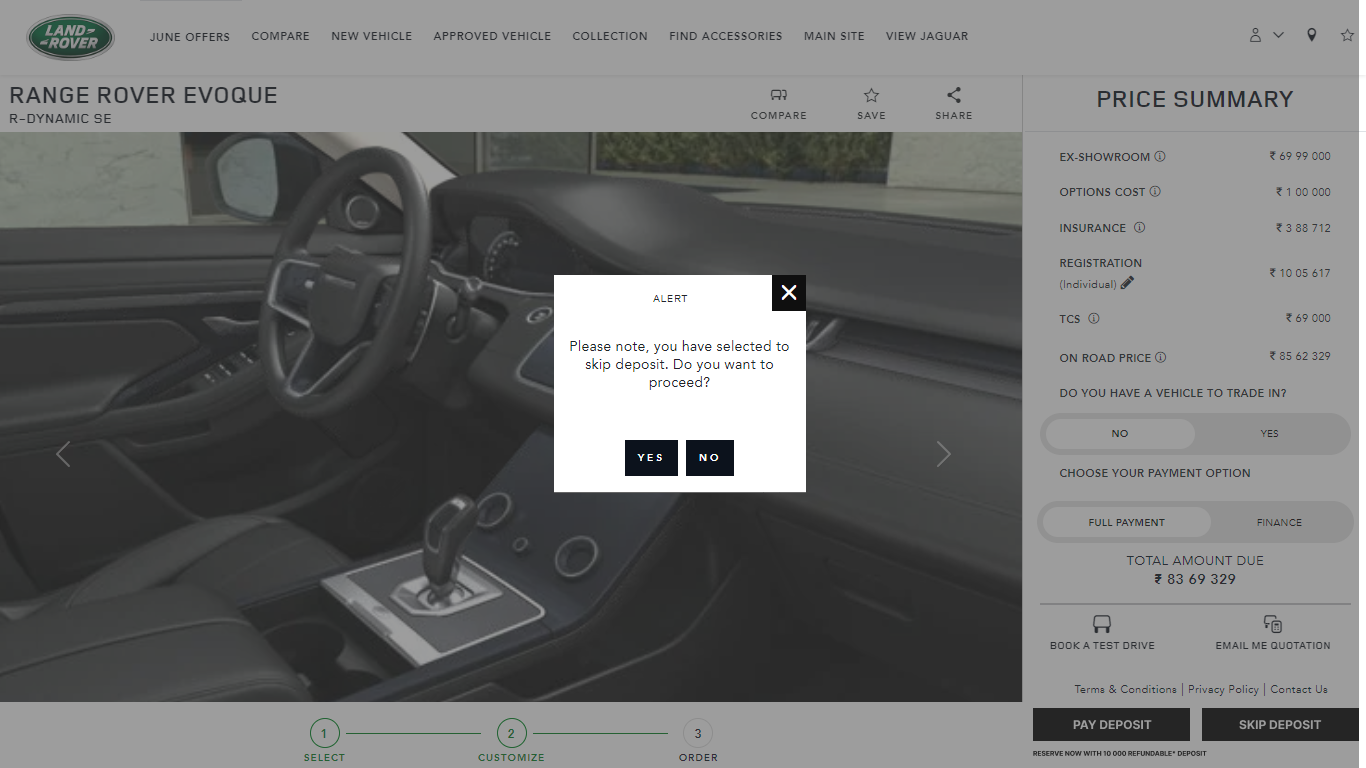 LAND ROVER
JUNE OFFERS
COMPARE
NEW VEHICLE
APPROVED VEHICLE
COLLECTION
FIND ACCESSORIES
MAIN SITE
VIEW JAGUAR
RANGE ROVER EVOQUE
R-DYNAMIC SE
COMPARE
SAVE
SHARE
PRICE SUMMARY
EX-SHOWROOM ₹ 69 99 000
OPTIONS COST ₹ 1 00 000
INSURANCE ₹ 3 88 712
REGISTRATION
(Individual) ₹ 10 05 617
TCS ₹ 69 000
ON ROAD PRICE ₹ 85 62 329
DO YOU HAVE A VEHICLE TO TRADE IN?
NO YES
CHOOSE YOUR PAYMENT OPTION
FULL PAYMENT FINANCE
TOTAL AMOUNT DUE
₹ 83 69 329
BOOK A TEST DRIVE
EMAIL ME QUOTATION
Terms & Conditions | Privacy Policy | Contact Us
PAY DEPOSIT
SKIP DEPOSIT
RESERVE NOW WITH 10 000 REFUNDABLE* DEPOSIT
ALERT
Please note, you have selected to
skip deposit. Do you want to
proceed?
YES NO
1 2 3
SELECT CUSTOMIZE ORDER